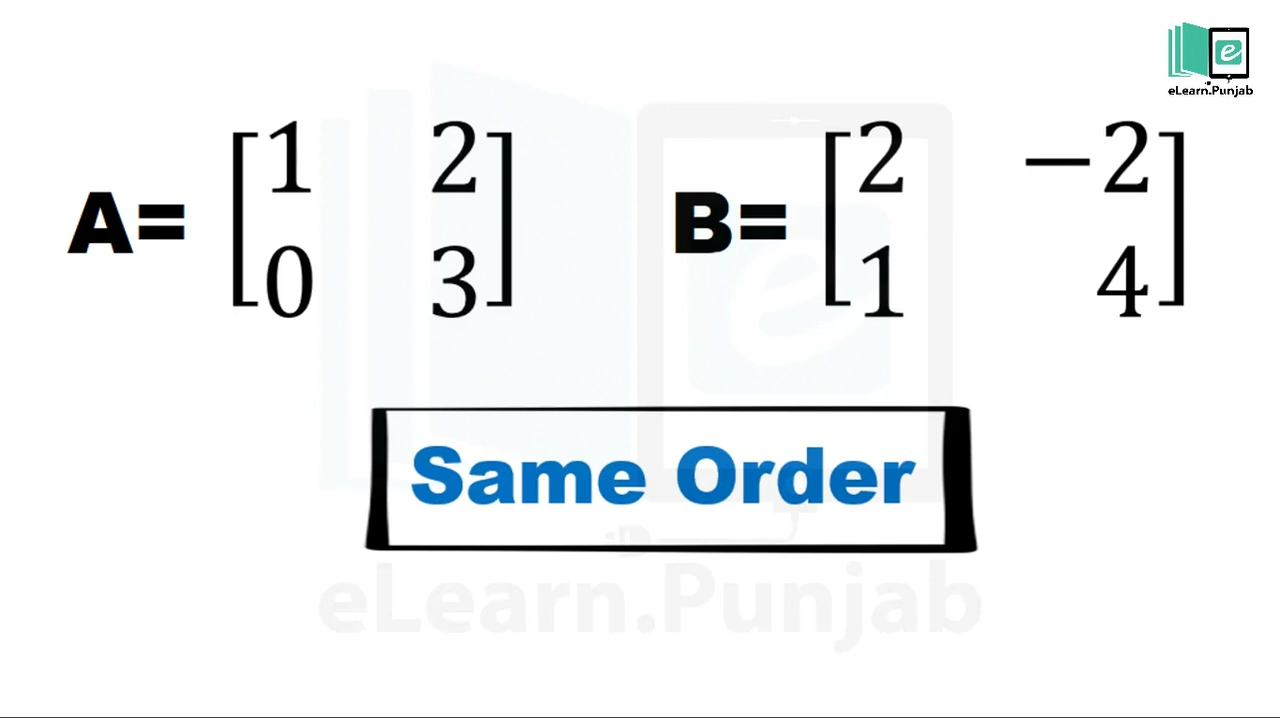 eLearn.Punjab
A= [1 2
0 3]
B= [2 −2
1 4]
Same Order
eLearn.Punjab